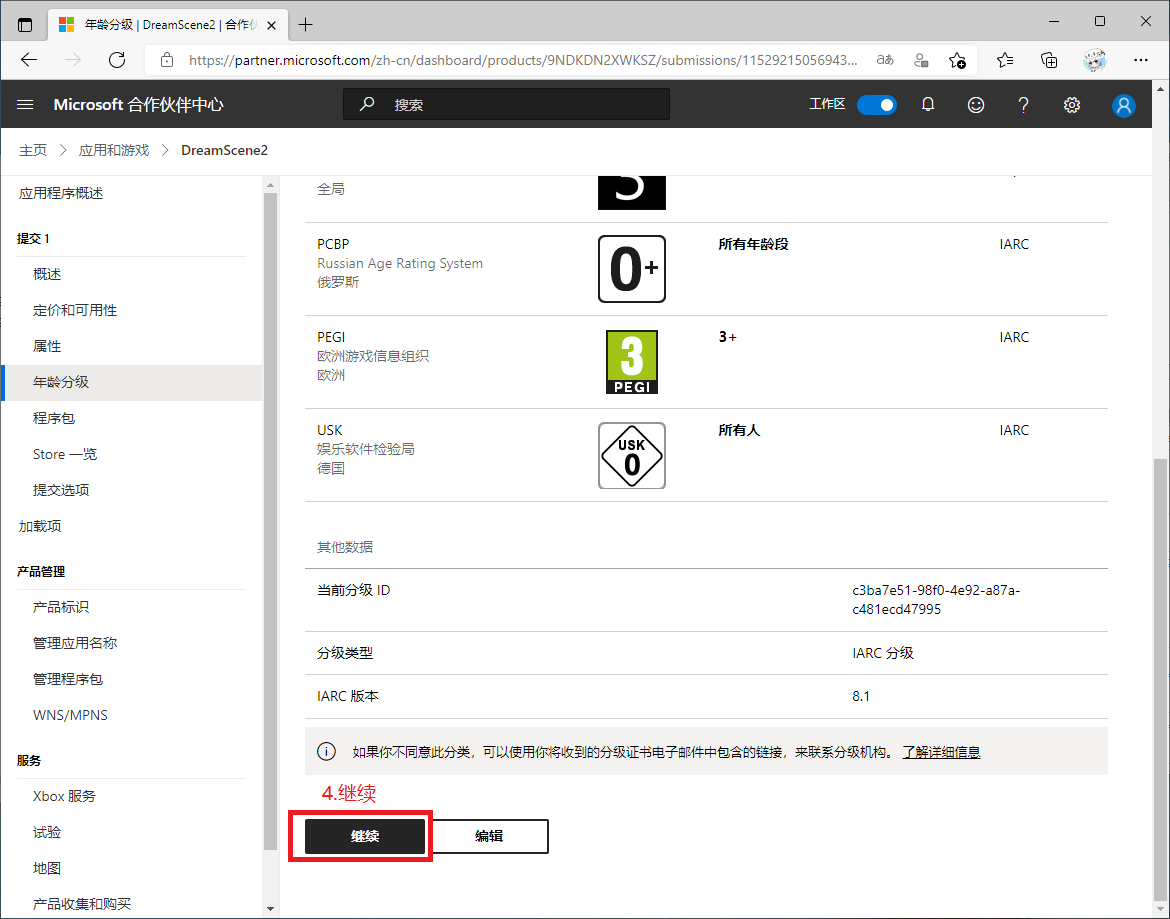 年龄分级 | DreamScene2 | 合作伙
https://partner.microsoft.com/zh-cn/dashboard/products/9NDKDN2XWKSZ/submissions/11529215056943...
aあ
Microsoft 合作伙伴中心
搜索
工作区
主页 > 应用和游戏 > DreamScene2
应用程序概述
提交 1
概述
定价和可用性
属性
年龄分级
程序包
Store 一览
提交选项
加载项
产品管理
产品标识
管理应用名称
管理程序包
WNS/MPNS
服务
Xbox 服务
试验
地图
产品收集和购买
全局
3
PCBP
Russian Age Rating System
俄罗斯
0+
所有年龄段
IARC
PEGI
欧洲游戏信息组织
欧洲
3
PEGI
3+
IARC
USK
娱乐软件检验局
德国
USK
0
所有人
IARC
其他数据
当前分级 ID
c3ba7e51-98f0-4e92-a87a-
c481ecd47995
分级类型
IARC 分级
IARC 版本
8.1
如果你不同意此分类，可以使用你将收到的分级证书电子邮件中包含的链接，来联系分级机构。 了解详细信息
4.继续
继续
编辑